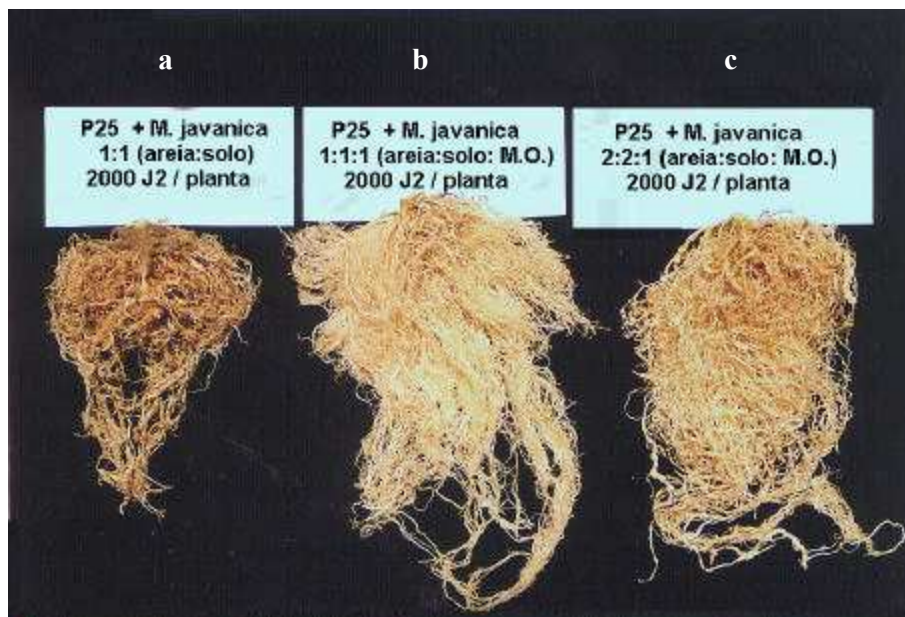 a
P25 + M. javanica
1:1 (areia:solo)
2000 J2 / planta
b
P25 + M. javanica
1:1:1 (areia:solo: M.O.)
2000 J2 / planta
c
P25 + M. javanica
2:2:1 (areia:solo: M.O.)
2000 J2 / planta